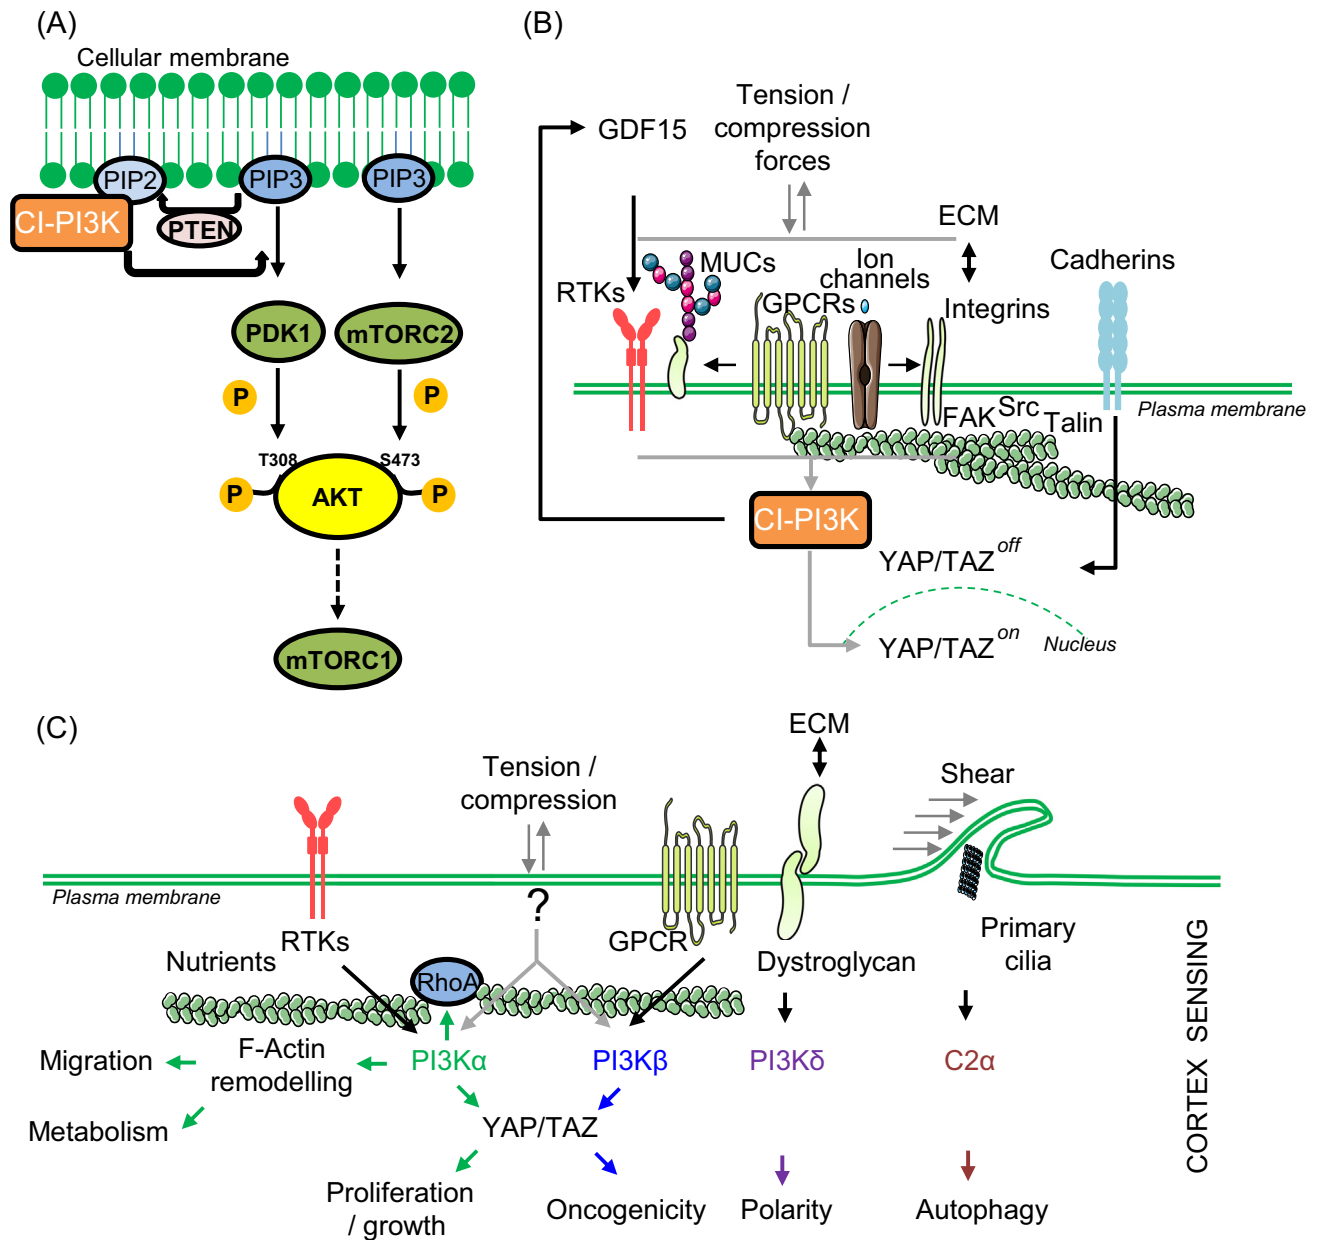 (A)
Cellular membrane
PIP2
PIP3
PIP3
CI-PI3K
PTEN
PDK1
mTORC2
P
P
T308
S473
P
AKT
P
mTORC1
(B)
Tension /
compression
forces
GDF15
ECM
MUCs
Ion
channels
Cadherins
RTKs
GPCRs
Integrins
FAK
Src
Talin
Plasma membrane
CI-PI3K
YAP/TAZ off
YAP/TAZ on
Nucleus
(C)
ECM
Tension /
compression
Shear
Plasma membrane
?
RTKs
GPCR
Nutrients
RhoA
Dystroglycan
Primary
cilia
Migration
F-Actin
remodelling
PI3Kα
PI3Kβ
PI3Kδ
C2α
Metabolism
YAP/TAZ
Proliferation
/ growth
Oncogenicity
Polarity
Autophagy
CORTEX SENSING